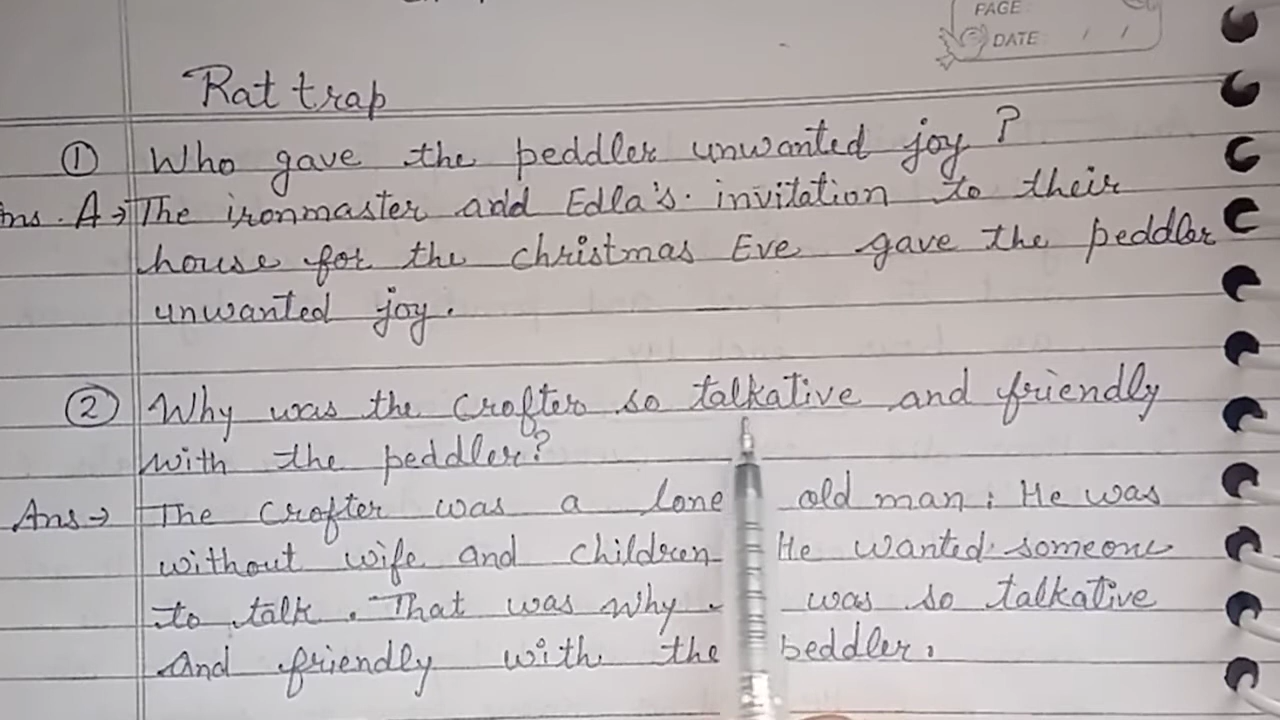 PAGE
DATE / /
Rat trap
① Who gave the peddler unwanted joy?
Ans. A→ The ironmaster and Edla's. invitation to their
house for the christmas Eve gave the peddler
unwanted joy.
② Why was the crofter so talkative and friendly
with the peddler?
Ans→ The crofter was a lone old man. He was
without wife and children He wanted someone
to talk. That was why was so talkative
And friendly with the peddler.